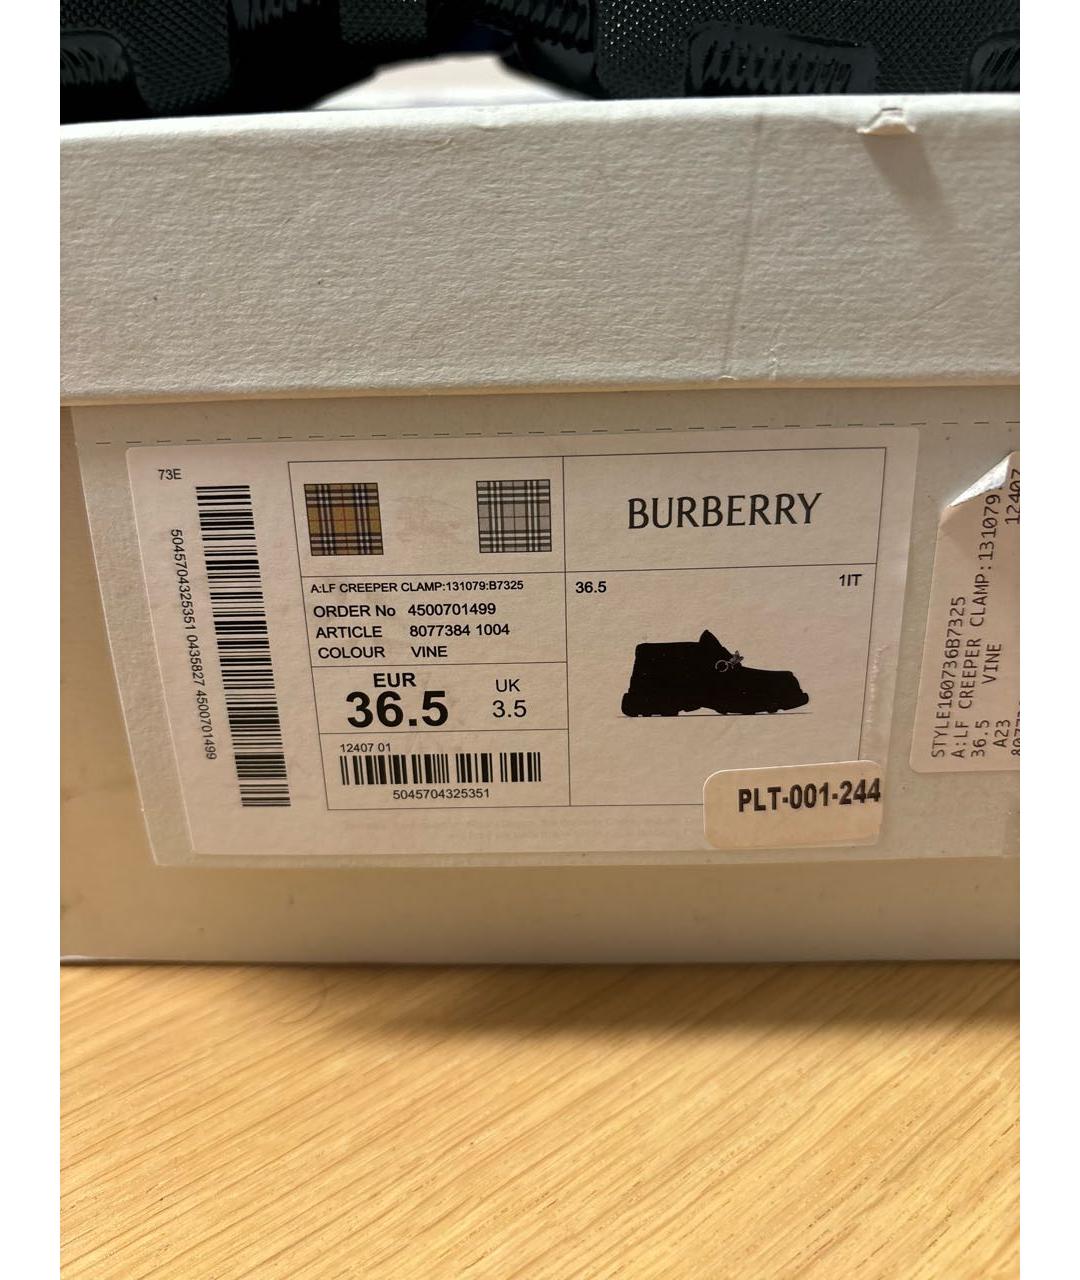 73E
5045704325351 0435827 4500701499
BURBERRY
A:LF CREEPER CLAMP:131079:B7325
ORDER No 4500701499
ARTICLE 8077384 1004
COLOUR VINE
EUR
36.5
UK
3.5
12407 01
5045704325351
36.5 1IT
PLT-001-244
STYLE160736B7325
A:LF CREEPER CLAMP:131079:
36.5 VINE 12407
A23